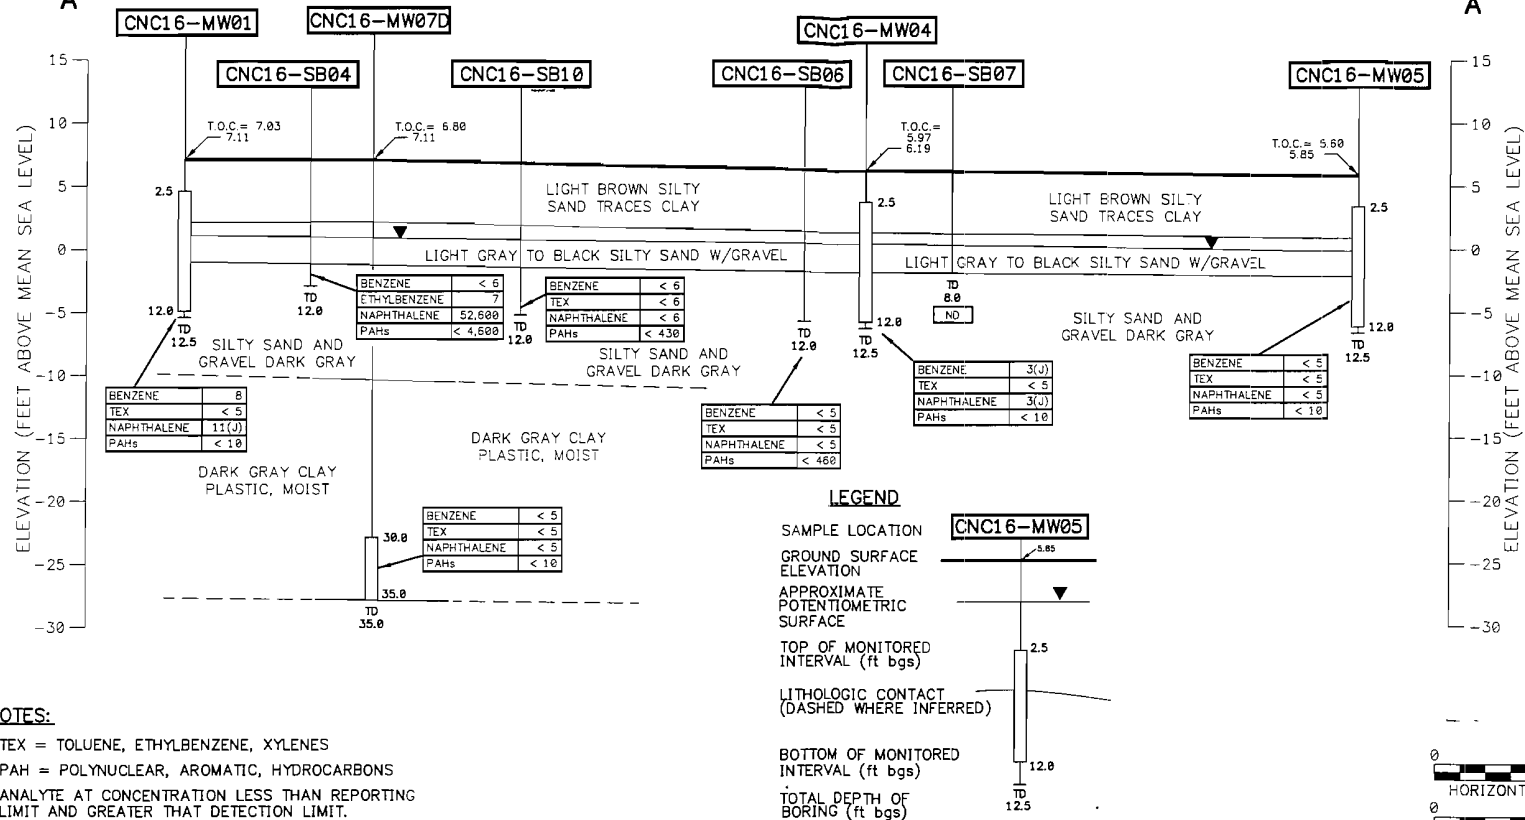 A
A
CNC16-MW01
CNC16-MW07D
CNC16-MW04
CNC16-SB04
CNC16-SB10
CNC16-SB06
CNC16-SB07
CNC16-MW05
15
10
5
0
-5
-10
-15
-20
-25
-30
ELEVATION (FEET ABOVE MEAN SEA LEVEL)
15
10
5
0
-5
-10
-15
-20
-25
-30
ELEVATION (FEET ABOVE MEAN SEA LEVEL)
T.O.C.= 7.03
7.11
T.O.C.= 6.80
7.11
T.O.C.=
5.97
6.19
T.O.C.= 5.60
5.85
2.5
2.5
2.5
LIGHT BROWN SILTY
SAND TRACES CLAY
LIGHT BROWN SILTY
SAND TRACES CLAY
LIGHT GRAY TO BLACK SILTY SAND W/GRAVEL
LIGHT GRAY TO BLACK SILTY SAND W/GRAVEL
12.0
TD
12.5
TD
12.0
BENZENE < 6
ETHYLBENZENE 7
NAPHTHALENE 52,600
PAHs < 4,600
TD
12.0
BENZENE < 6
TEX < 6
NAPHTHALENE < 6
PAHs < 430
TD
12.0
12.0
TD
12.5
TD
8.0
ND
12.0
TD
12.5
SILTY SAND AND
GRAVEL DARK GRAY
SILTY SAND AND
GRAVEL DARK GRAY
SILTY SAND AND
GRAVEL DARK GRAY
BENZENE 8
TEX < 5
NAPHTHALENE 11(J)
PAHs < 10
BENZENE < 5
TEX < 5
NAPHTHALENE < 5
PAHs < 460
BENZENE 3(J)
TEX < 5
NAPHTHALENE 3(J)
PAHs < 10
BENZENE < 5
TEX < 5
NAPHTHALENE < 5
PAHs < 10
DARK GRAY CLAY
PLASTIC, MOIST
DARK GRAY CLAY
PLASTIC, MOIST
30.0
35.0
TD
35.0
BENZENE < 5
TEX < 5
NAPHTHALENE < 5
PAHs < 10
LEGEND
SAMPLE LOCATION
CNC16-MW05
GROUND SURFACE
ELEVATION
5.85
APPROXIMATE
POTENTIOMETRIC
SURFACE
TOP OF MONITORED
INTERVAL (ft bgs)
2.5
LITHOLOGIC CONTACT
(DASHED WHERE INFERRED)
BOTTOM OF MONITORED
INTERVAL (ft bgs)
12.0
TOTAL DEPTH OF
BORING (ft bgs)
TD
12.5
OTES:
TEX = TOLUENE, ETHYLBENZENE, XYLENES
PAH = POLYNUCLEAR, AROMATIC, HYDROCARBONS
ANALYTE AT CONCENTRATION LESS THAN REPORTING
LIMIT AND GREATER THAT DETECTION LIMIT.
0
HORIZONT
0